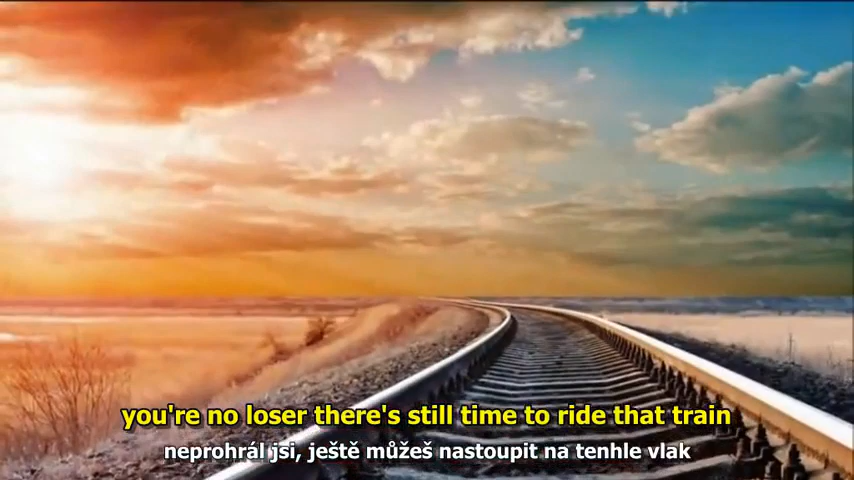 you're no loser there's still time to ride that train
neprohrál jsi, ještě můžeš nastoupit na tenhle vlak